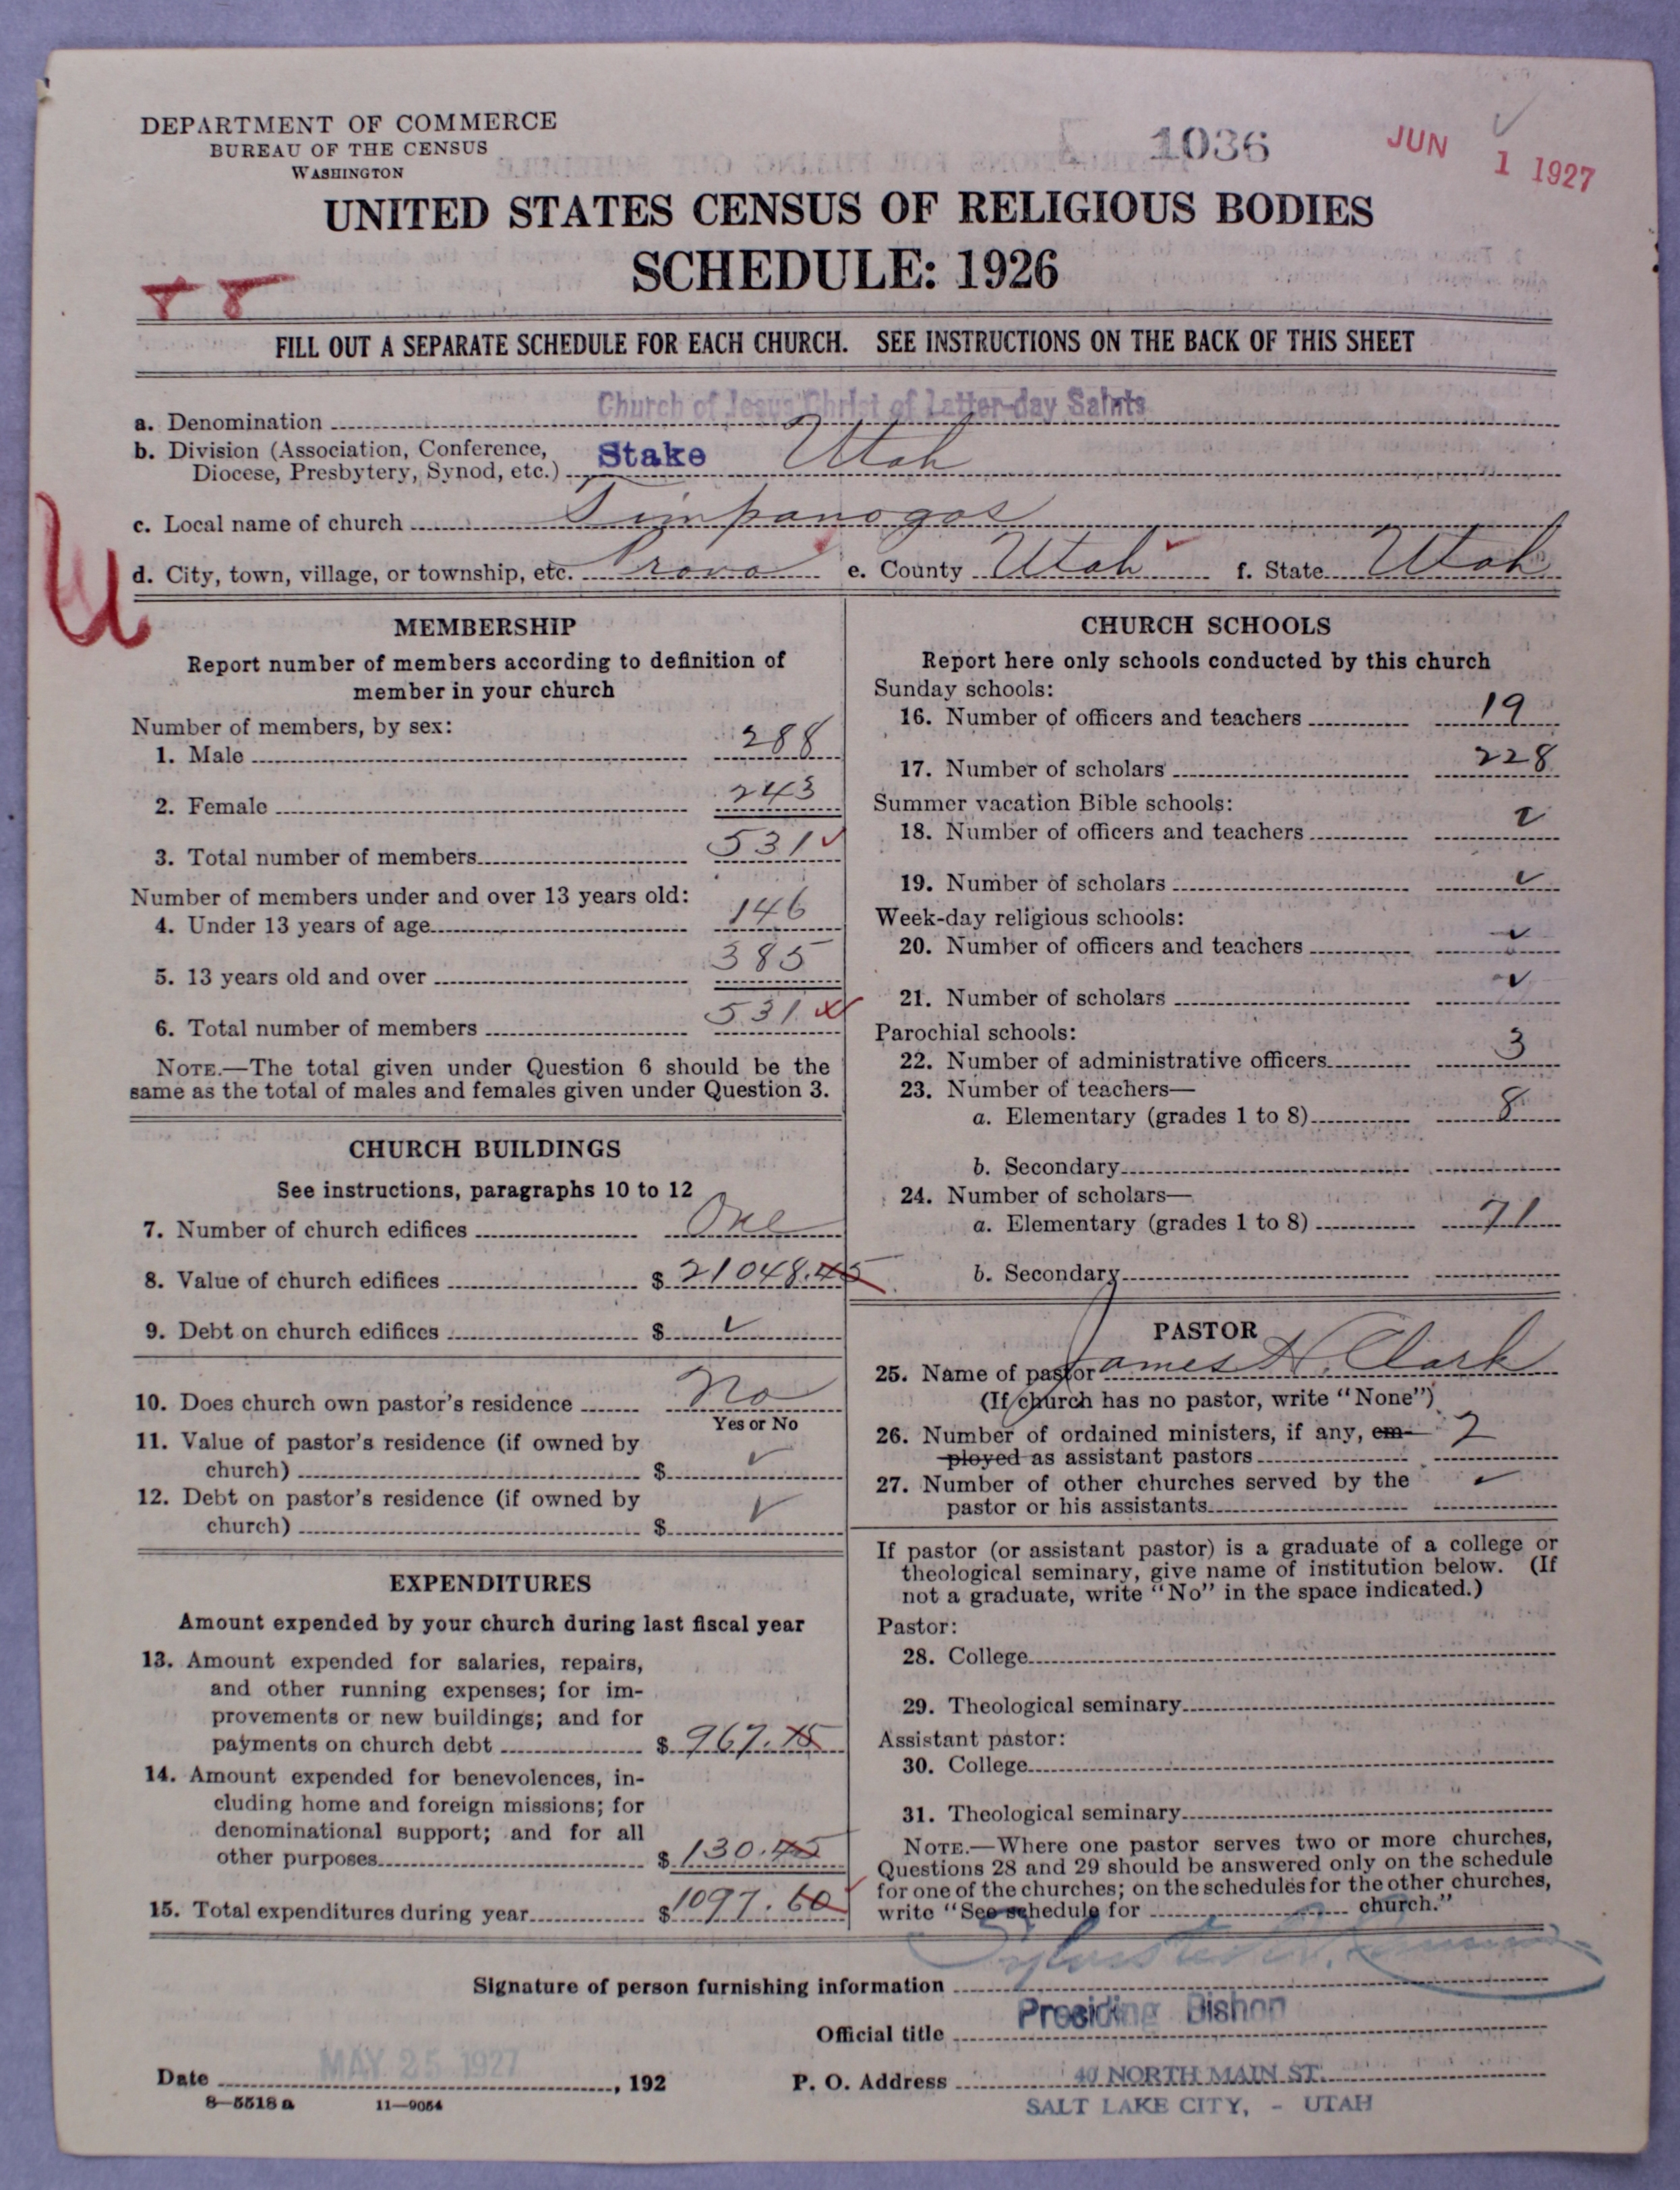 DEPARTMENT OF COMMERCE
BUREAU OF THE CENSUS
WASHINGTON
1036
JUN 1 1927
UNITED STATES CENSUS OF RELIGIOUS BODIES
SCHEDULE: 1926
FILL OUT A SEPARATE SCHEDULE FOR EACH CHURCH. SEE INSTRUCTIONS ON THE BACK OF THIS SHEET
a. Denomination Church of Jesus Christ of Latter-day Saints
b. Division (Association, Conference, Diocese, Presbytery, Synod, etc.) Stake Utah
c. Local name of church Timpanogos
d. City, town, village, or township, etc. Provo e. County Utah f. State Utah
MEMBERSHIP
Report number of members according to definition of
member in your church
Number of members, by sex:
1. Male 288
2. Female 243
3. Total number of members 531
Number of members under and over 13 years old:
4. Under 13 years of age 146
5. 13 years old and over 385
6. Total number of members 531
NOTE.—The total given under Question 6 should be the
same as the total of males and females given under Question 3.
CHURCH BUILDINGS
See instructions, paragraphs 10 to 12
7. Number of church edifices One
8. Value of church edifices $ 21048.45
9. Debt on church edifices $ ✓
10. Does church own pastor's residence No
Yes or No
11. Value of pastor's residence (if owned by
church) $ ✓
12. Debt on pastor's residence (if owned by
church) $ ✓
EXPENDITURES
Amount expended by your church during last fiscal year
13. Amount expended for salaries, repairs,
and other running expenses; for im-
provements or new buildings; and for
payments on church debt $ 967.15
14. Amount expended for benevolences, in-
cluding home and foreign missions; for
denominational support; and for all
other purposes $ 130.45
15. Total expenditures during year $ 1097.60
CHURCH SCHOOLS
Report here only schools conducted by this church
Sunday schools:
16. Number of officers and teachers 19
17. Number of scholars 228
Summer vacation Bible schools:
18. Number of officers and teachers ✓
19. Number of scholars ✓
Week-day religious schools:
20. Number of officers and teachers ✓
21. Number of scholars ✓
Parochial schools:
22. Number of administrative officers 3
23. Number of teachers—
a. Elementary (grades 1 to 8) 8
b. Secondary
24. Number of scholars—
a. Elementary (grades 1 to 8) 71
b. Secondary
PASTOR
25. Name of pastor James H. Clark
(If church has no pastor, write "None")
26. Number of ordained ministers, if any, em-
ployed as assistant pastors 2
27. Number of other churches served by the
pastor or his assistants ✓
If pastor (or assistant pastor) is a graduate of a college or
theological seminary, give name of institution below. (If
not a graduate, write "No" in the space indicated.)
Pastor:
28. College
29. Theological seminary
Assistant pastor:
30. College
31. Theological seminary
NOTE.—Where one pastor serves two or more churches,
Questions 28 and 29 should be answered only on the schedule
for one of the churches; on the schedules for the other churches,
write "See schedule for church."
Signature of person furnishing information
Official title Presiding Bishop
Date MAY 25 1927, 192
P. O. Address 40 NORTH MAIN ST.
SALT LAKE CITY, - UTAH
8—5518 a 11—9054